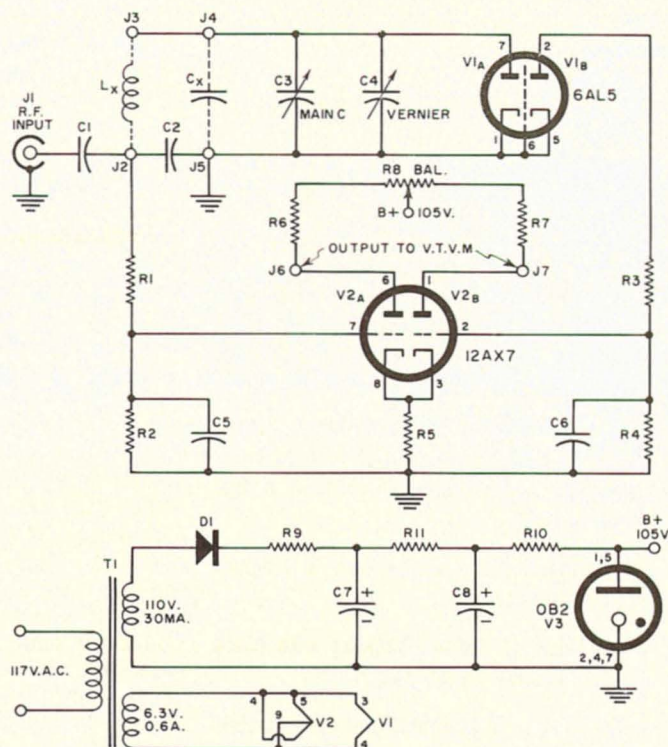 J3
J4
J1
R.F.
INPUT
C1
LX
J2
C2
CX
J5
C3
MAIN C
C4
VERNIER
7
2
V1A
V1B
6AL5
1
6
5
R8 BAL.
B+ 105V.
R6
R7
OUTPUT TO V.T.V.M
J6
J7
R1
R3
6
1
V2A
V2B
7
2
12AX7
8
3
R2
C5
R5
C6
R4
D1
R9
R11
R10
B+
105V
T1
110V.
30MA.
C7
+
-
C8
+
-
1,5
OB2
V3
2,4,7
117V.A.C.
6.3V.
0.6A.
4
5
9
V2
3
V1
4